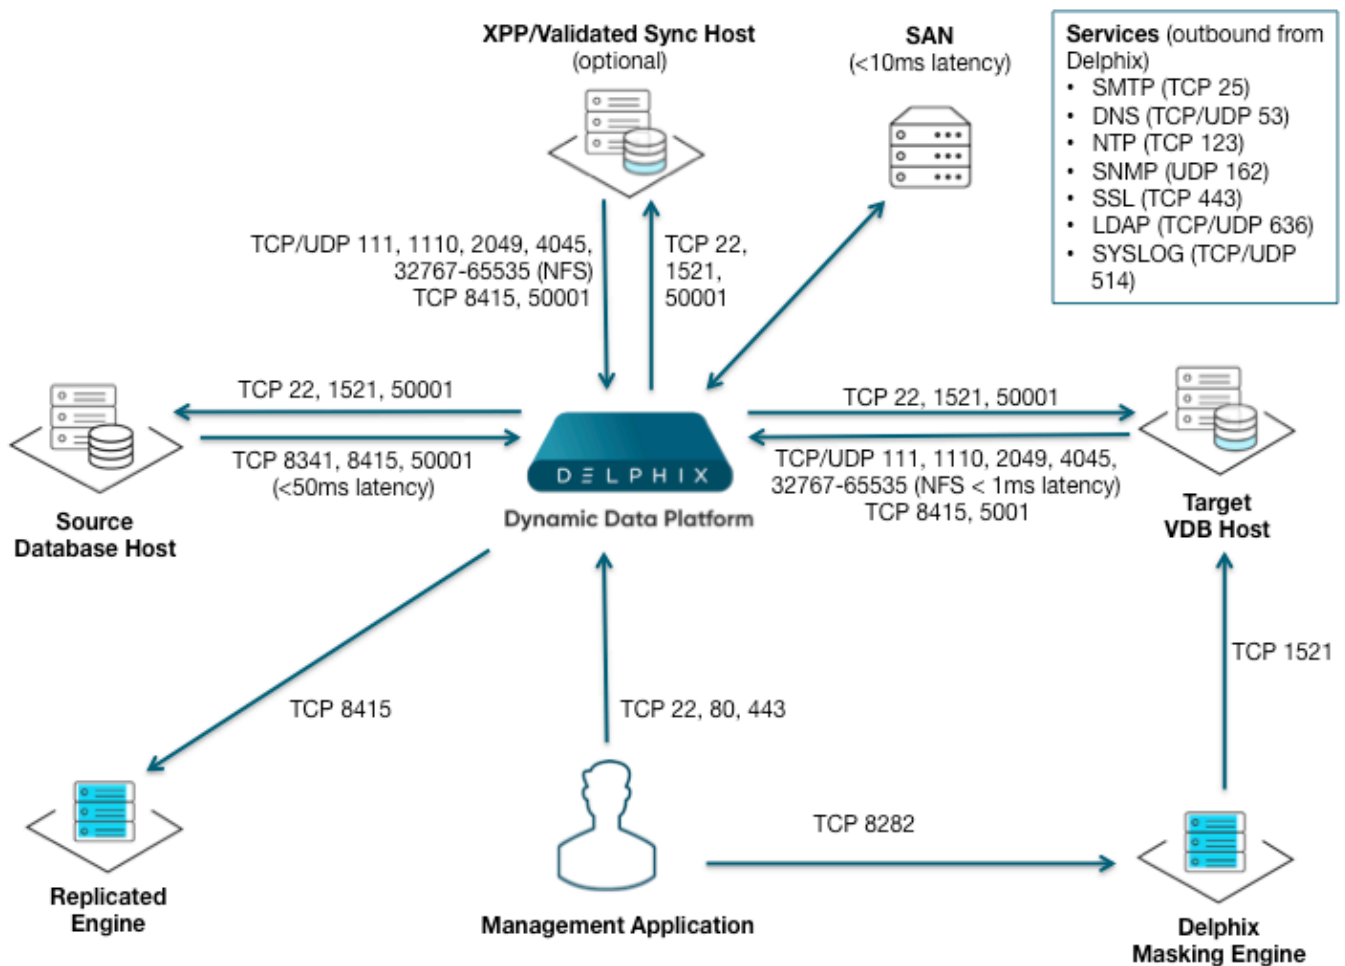 XPP/Validated Sync Host
(optional)
SAN
(<10ms latency)
Services (outbound from
Delphix)
• SMTP (TCP 25)
• DNS (TCP/UDP 53)
• NTP (TCP 123)
• SNMP (UDP 162)
• SSL (TCP 443)
• LDAP (TCP/UDP 636)
• SYSLOG (TCP/UDP
514)
TCP/UDP 111, 1110, 2049, 4045,
32767-65535 (NFS)
TCP 8415, 50001
TCP 22,
1521,
50001
TCP 22, 1521, 50001
TCP 8341, 8415, 50001
(<50ms latency)
Source
Database Host
DELPHIX
Dynamic Data Platform
TCP 22, 1521, 50001
TCP/UDP 111, 1110, 2049, 4045,
32767-65535 (NFS < 1ms latency)
TCP 8415, 5001
Target
VDB Host
TCP 8415
TCP 22, 80, 443
TCP 1521
TCP 8282
Replicated
Engine
Management Application
Delphix
Masking Engine